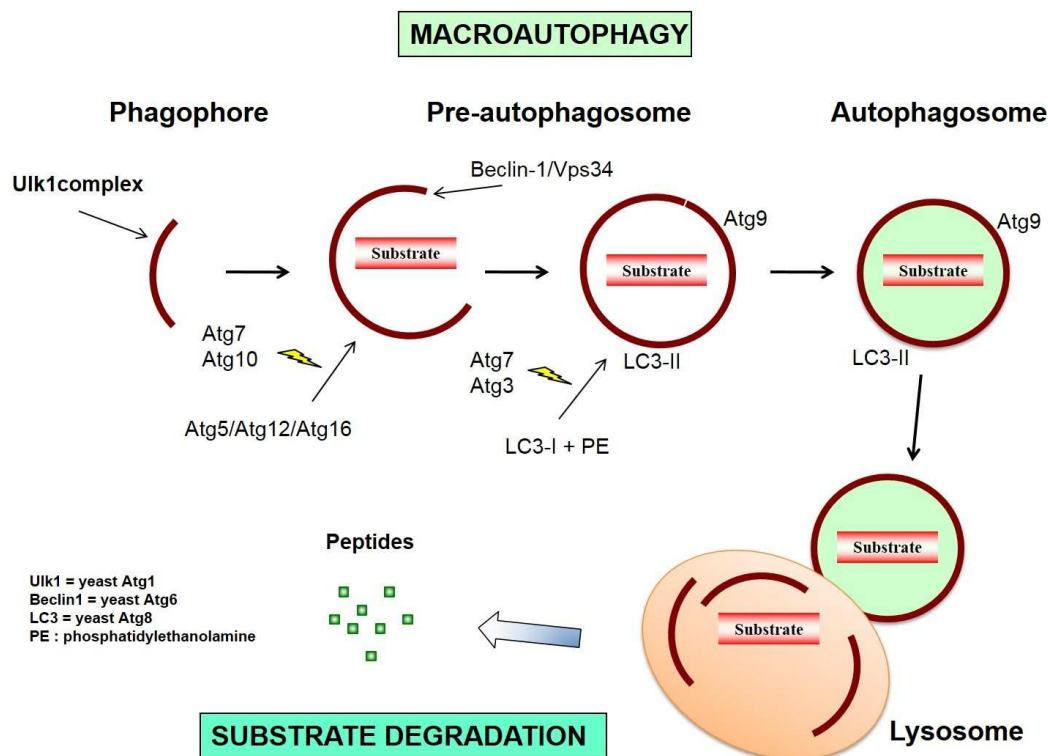 MACROAUTOPHAGY
Phagophore
Pre-autophagosome
Autophagosome
Ulk1complex
Beclin-1/Vps34
Substrate
Atg9
Substrate
Atg9
Substrate
Atg7
Atg10
Atg5/Atg12/Atg16
Atg7
Atg3
LC3-II
LC3-I + PE
LC3-II
Substrate
Substrate
Lysosome
Peptides
Ulk1 = yeast Atg1
Beclin1 = yeast Atg6
LC3 = yeast Atg8
PE : phosphatidylethanolamine
SUBSTRATE DEGRADATION